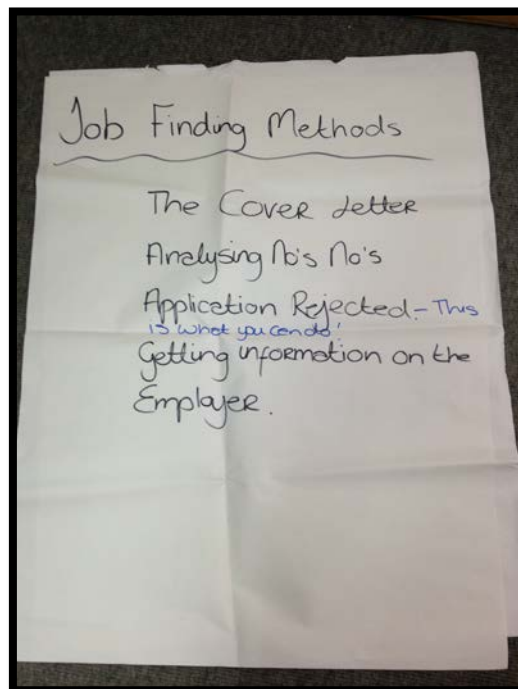 Job Finding Methods
The Cover Letter
Analysing No's No's
Application Rejected - This
is what you can do!
Getting information on the
Employer.